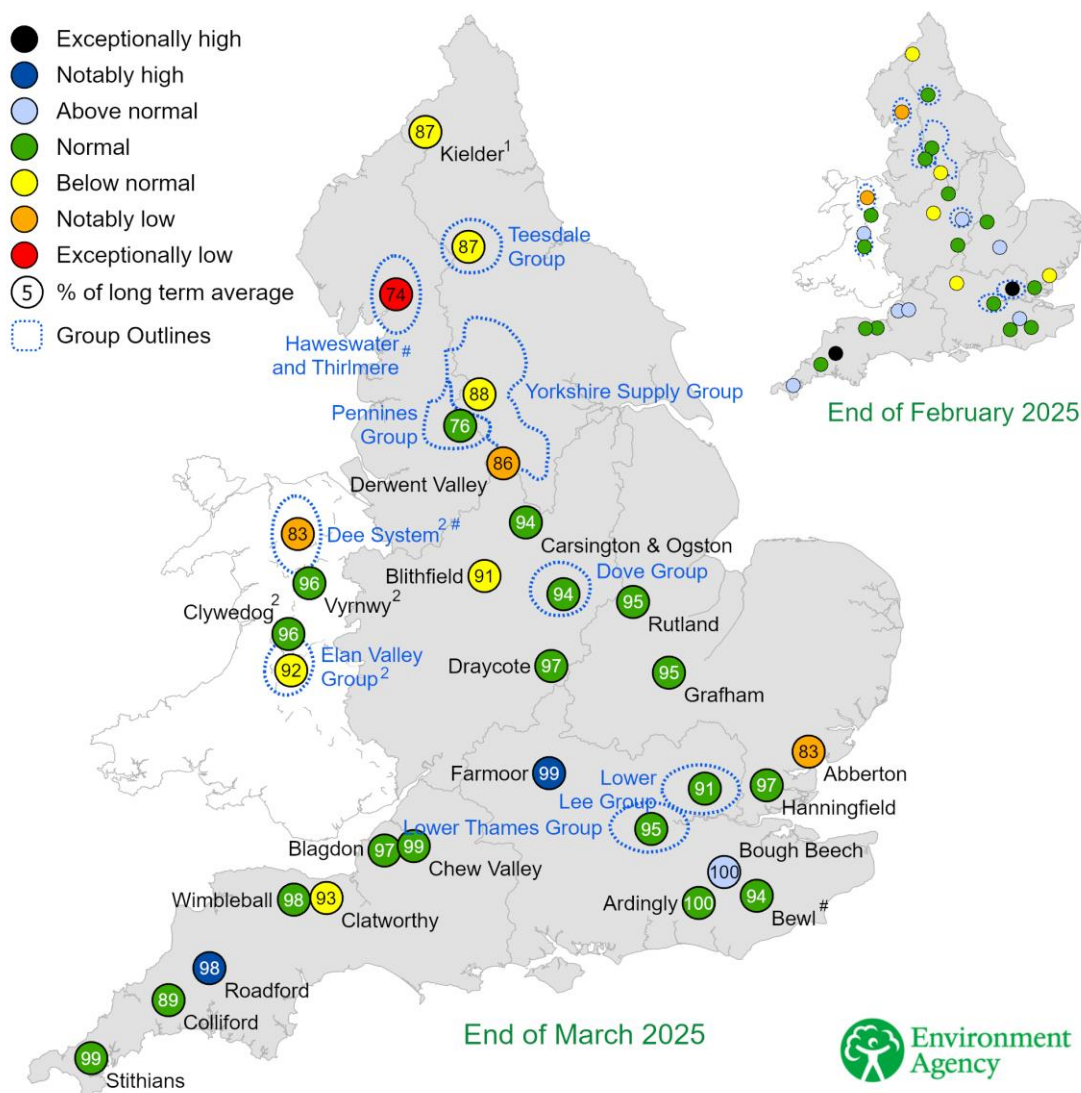 Exceptionally high
Notably high
Above normal
Normal
Below normal
Notably low
Exceptionally low
5 % of long term average
Group Outlines
End of February 2025
87
Kielder1
87
Teesdale
Group
74
Haweswater #
and Thirlmere
88
Yorkshire Supply Group
Pennines
Group
76
86
Derwent Valley
94
Carsington & Ogston
83
Dee System2 #
Blithfield
91
Dove Group
94
96
Vyrnwy2
95
Rutland
Clywedog2
96
Elan Valley
Group2
92
Draycote
97
95
Grafham
83
Abberton
Farmoor
99
Lower
Lee Group
91
97
Hanningfield
Lower Thames Group
95
Blagdon
97
99
Chew Valley
Bough Beech
100
Wimbleball
98
93
Clatworthy
Ardingly
100
94
Bewl #
98
Roadford
89
Colliford
99
Stithians
End of March 2025
Environment
Agency